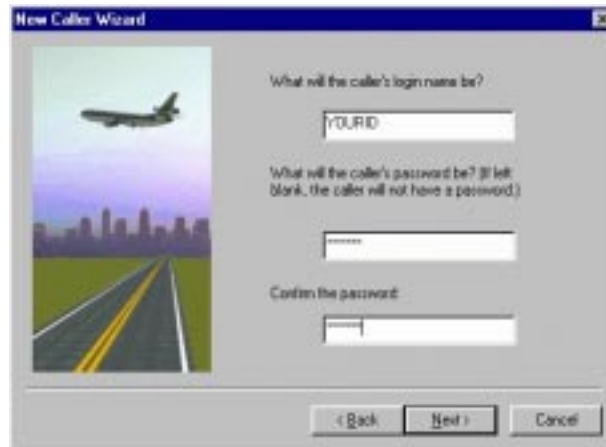 New Caller Wizard
What will the caller's login name be?
YOURID
What will the caller's password be? (If left
blank, the caller will not have a password.)
Confirm the password:
< Back
Next >
Cancel